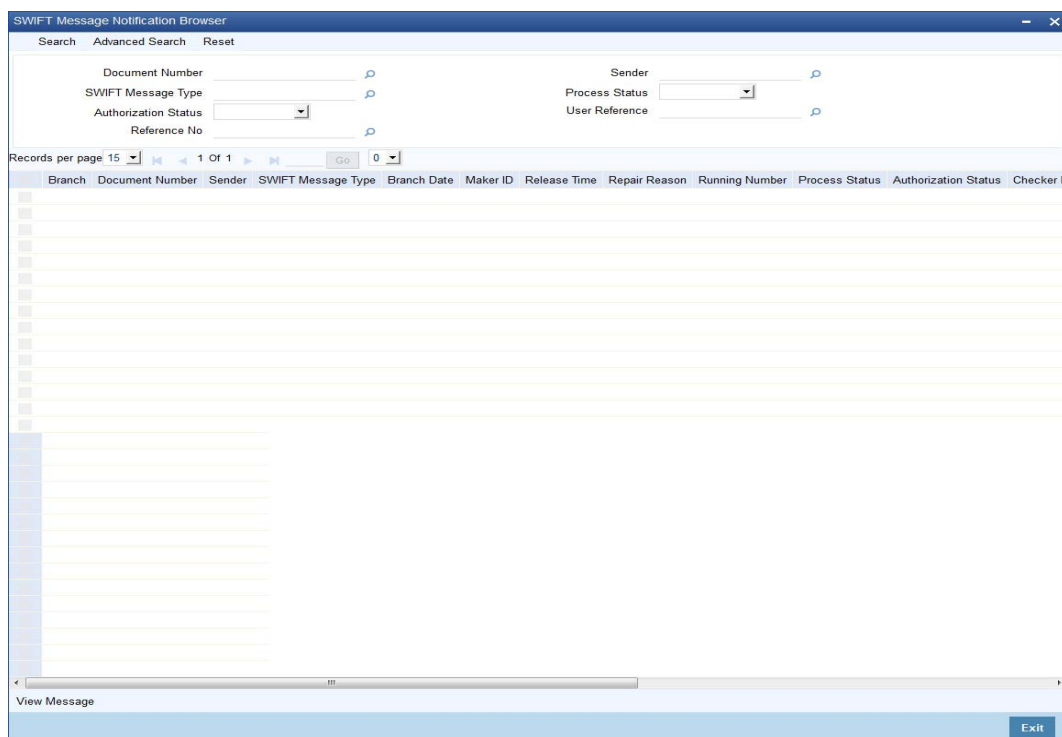 SWIFT Message Notification Browser
Search Advanced Search Reset
Document Number Sender
SWIFT Message Type Process Status
Authorization Status User Reference
Reference No
Records per page 15 1 Of 1 Go 0
Branch Document Number Sender SWIFT Message Type Branch Date Maker ID Release Time Repair Reason Running Number Process Status Authorization Status Checker
View Message
Exit